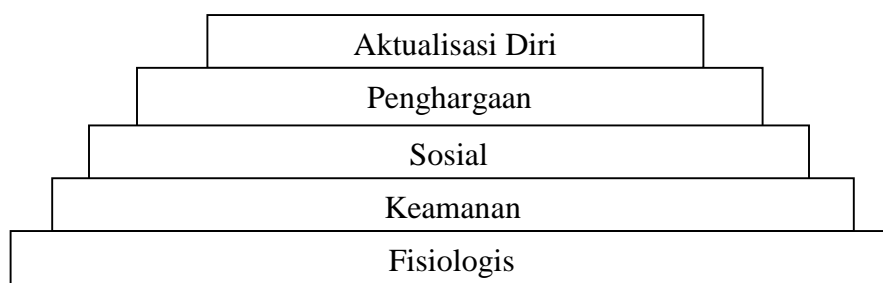 Aktualisasi Diri
Penghargaan
Sosial
Keamanan
Fisiologis